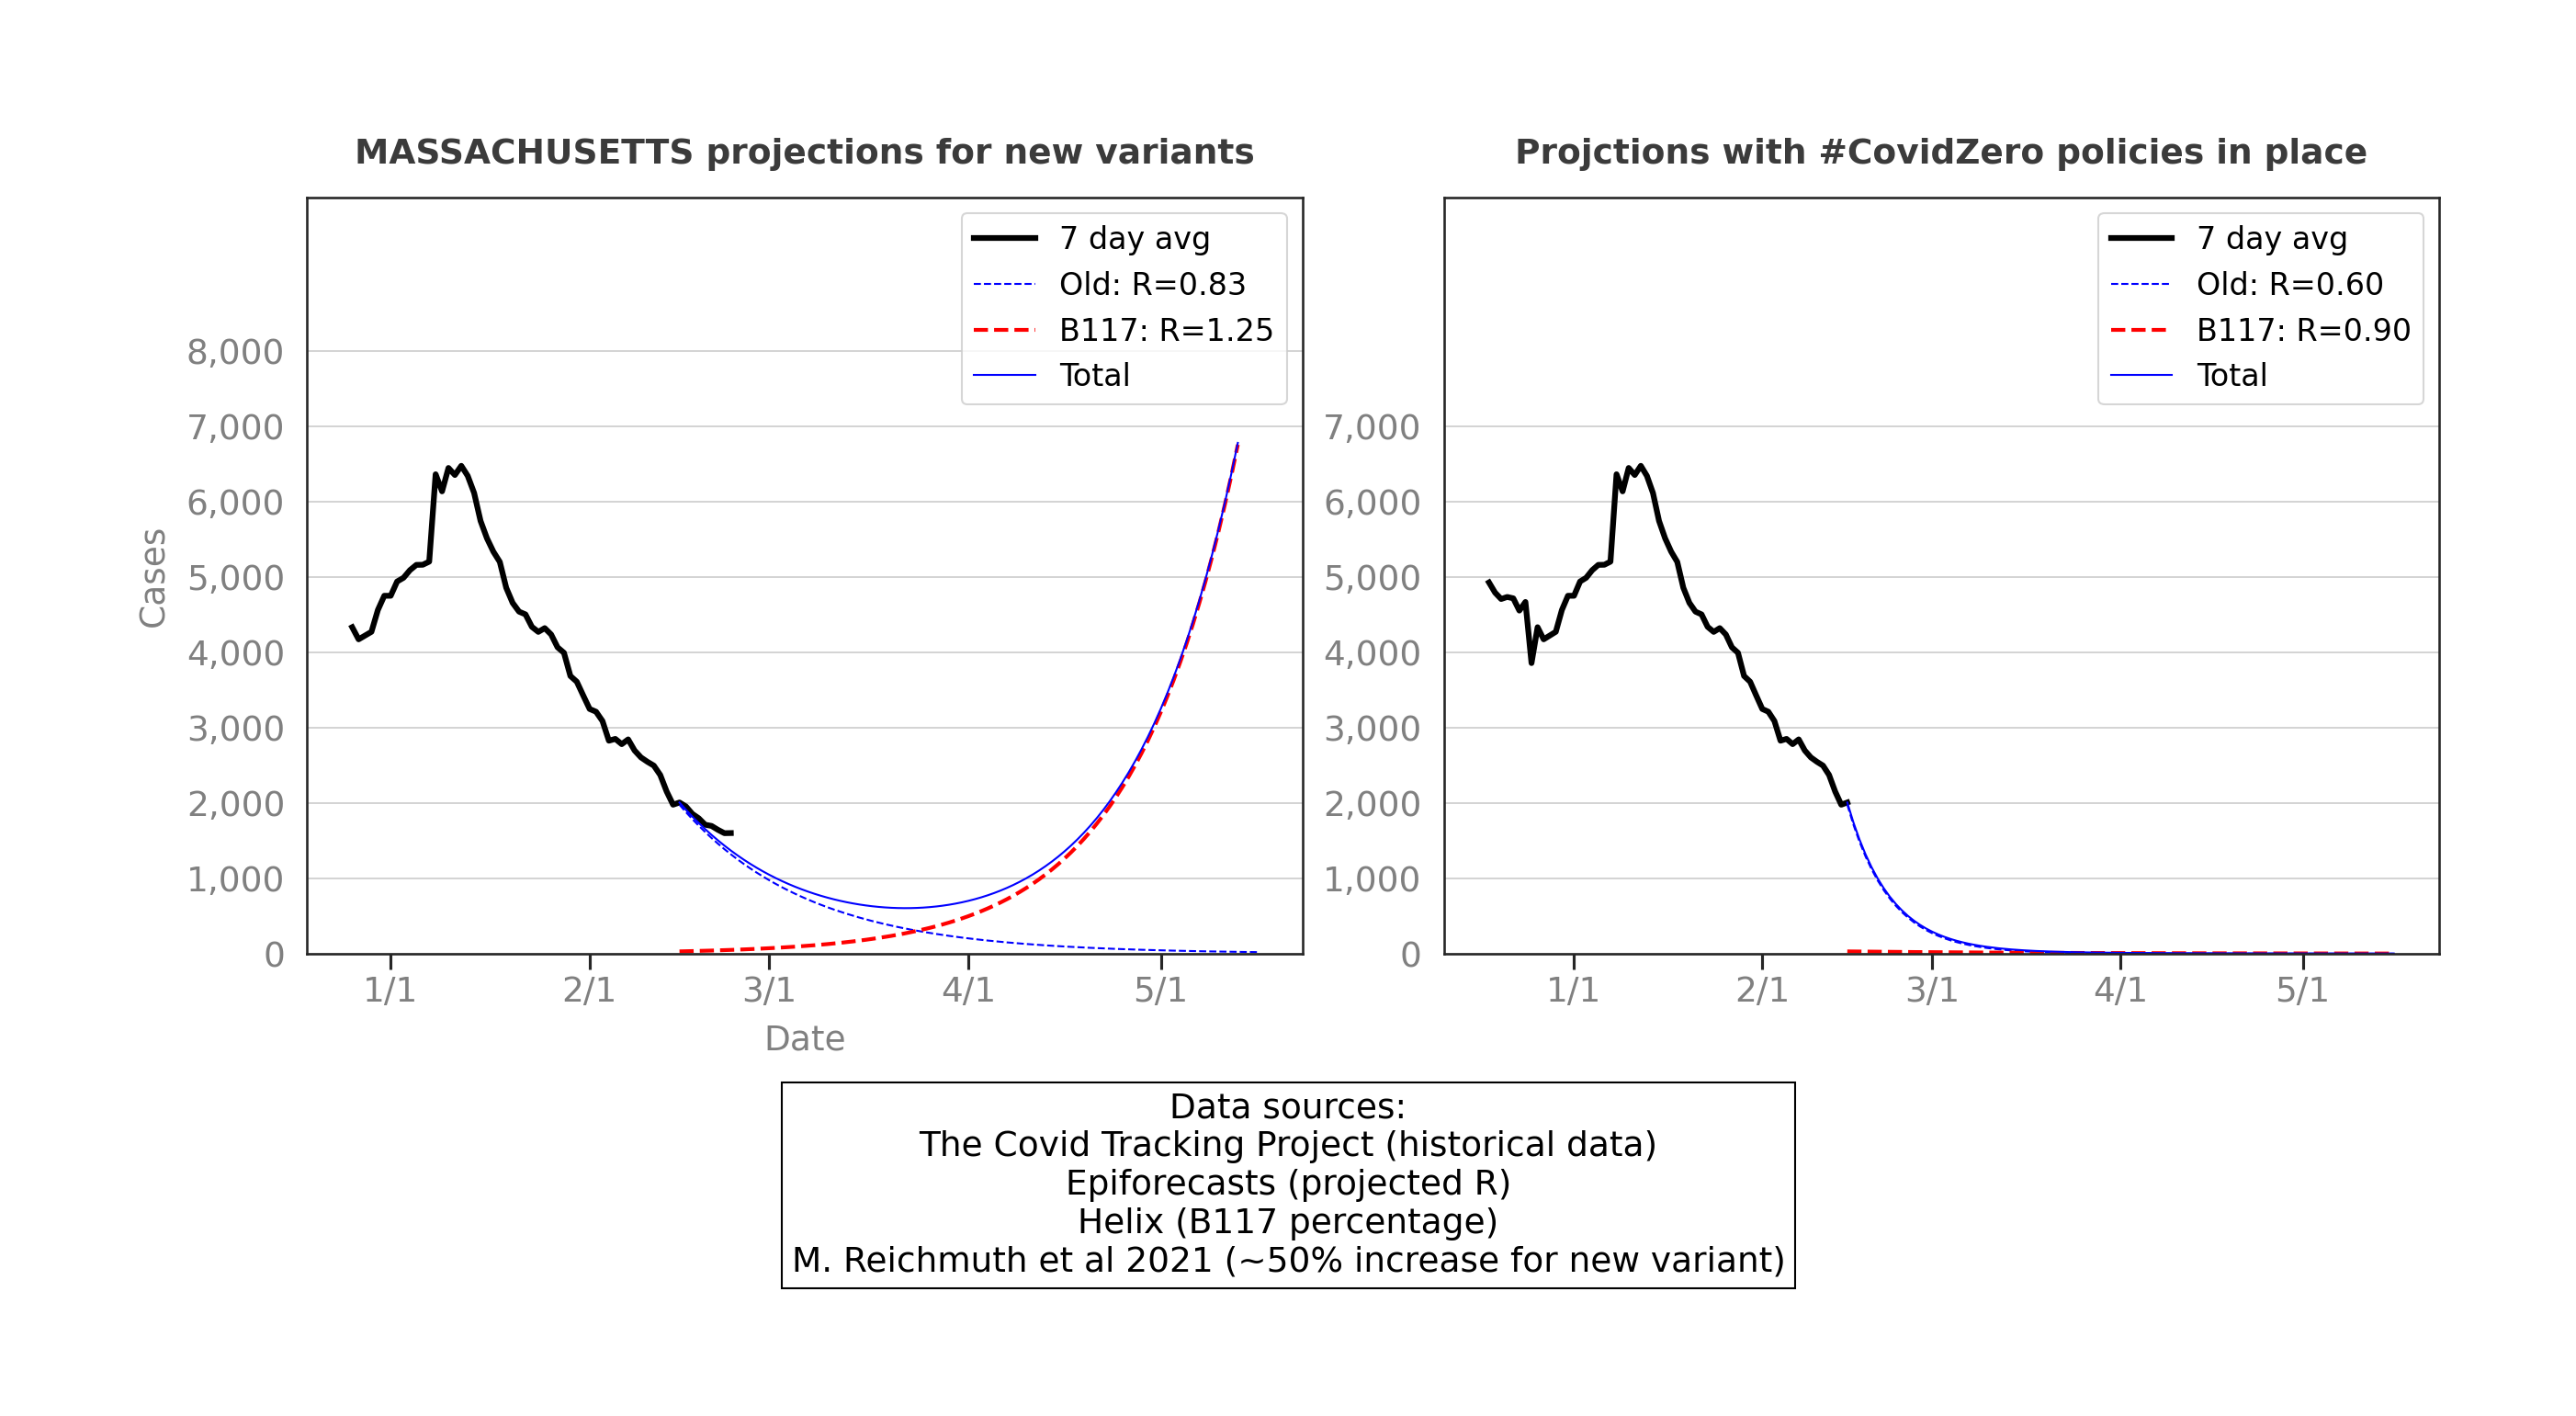 MASSACHUSETTS projections for new variants
7 day avg
Old: R=0.83
B117: R=1.25
Total
8,000
7,000
6,000
5,000
4,000
3,000
2,000
1,000
0
Cases
1/1
2/1
3/1
4/1
5/1
Date
Projctions with #CovidZero policies in place
7 day avg
Old: R=0.60
B117: R=0.90
Total
7,000
6,000
5,000
4,000
3,000
2,000
1,000
0
1/1
2/1
3/1
4/1
5/1
Data sources:
The Covid Tracking Project (historical data)
Epiforecasts (projected R)
Helix (B117 percentage)
M. Reichmuth et al 2021 (~50% increase for new variant)